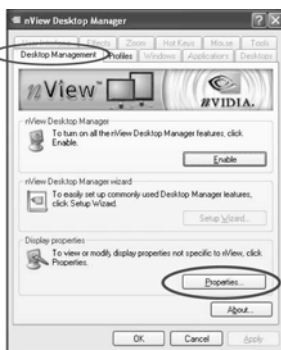 nView Desktop Manager
User Interface Effects Zoom Hot Keys Mouse Tools
Desktop Management Profiles Windows Applications Desktops
nView
NVIDIA.
nView Desktop Manager
To turn on all the nView Desktop Manager features, click
Enable.
Enable
nView Desktop Manager wizard
To easily set up commonly used Desktop Manager features,
click Setup Wizard.
Setup Wizard...
Display properties
To view or modify display properties not specific to nView, click
Properties.
Properties...
About...
OK Cancel Apply